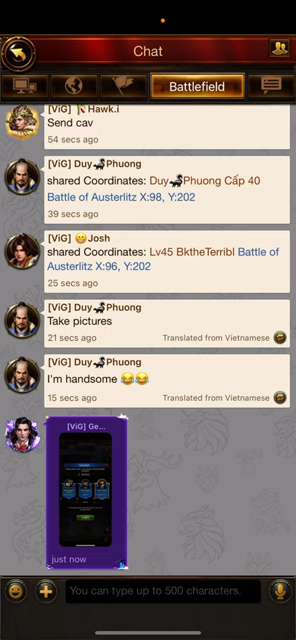 Chat
Battlefield
[ViG] Hawk.i
Send cav
54 secs ago
[ViG] Duy🦨Phuong
shared Coordinates: Duy🦨Phuong Cấp 40
Battle of Austerlitz X:98, Y:202
39 secs ago
[ViG] 😁Josh
shared Coordinates: Lv45 BktheTerribl Battle of
Austerlitz X:96, Y:202
25 secs ago
[ViG] Duy🦨Phuong
Take pictures
21 secs ago Translated from Vietnamese
[ViG] Duy🦨Phuong
I'm handsome 😂😂
15 secs ago Translated from Vietnamese
[ViG] Ge...
just now
You can type up to 500 characters.